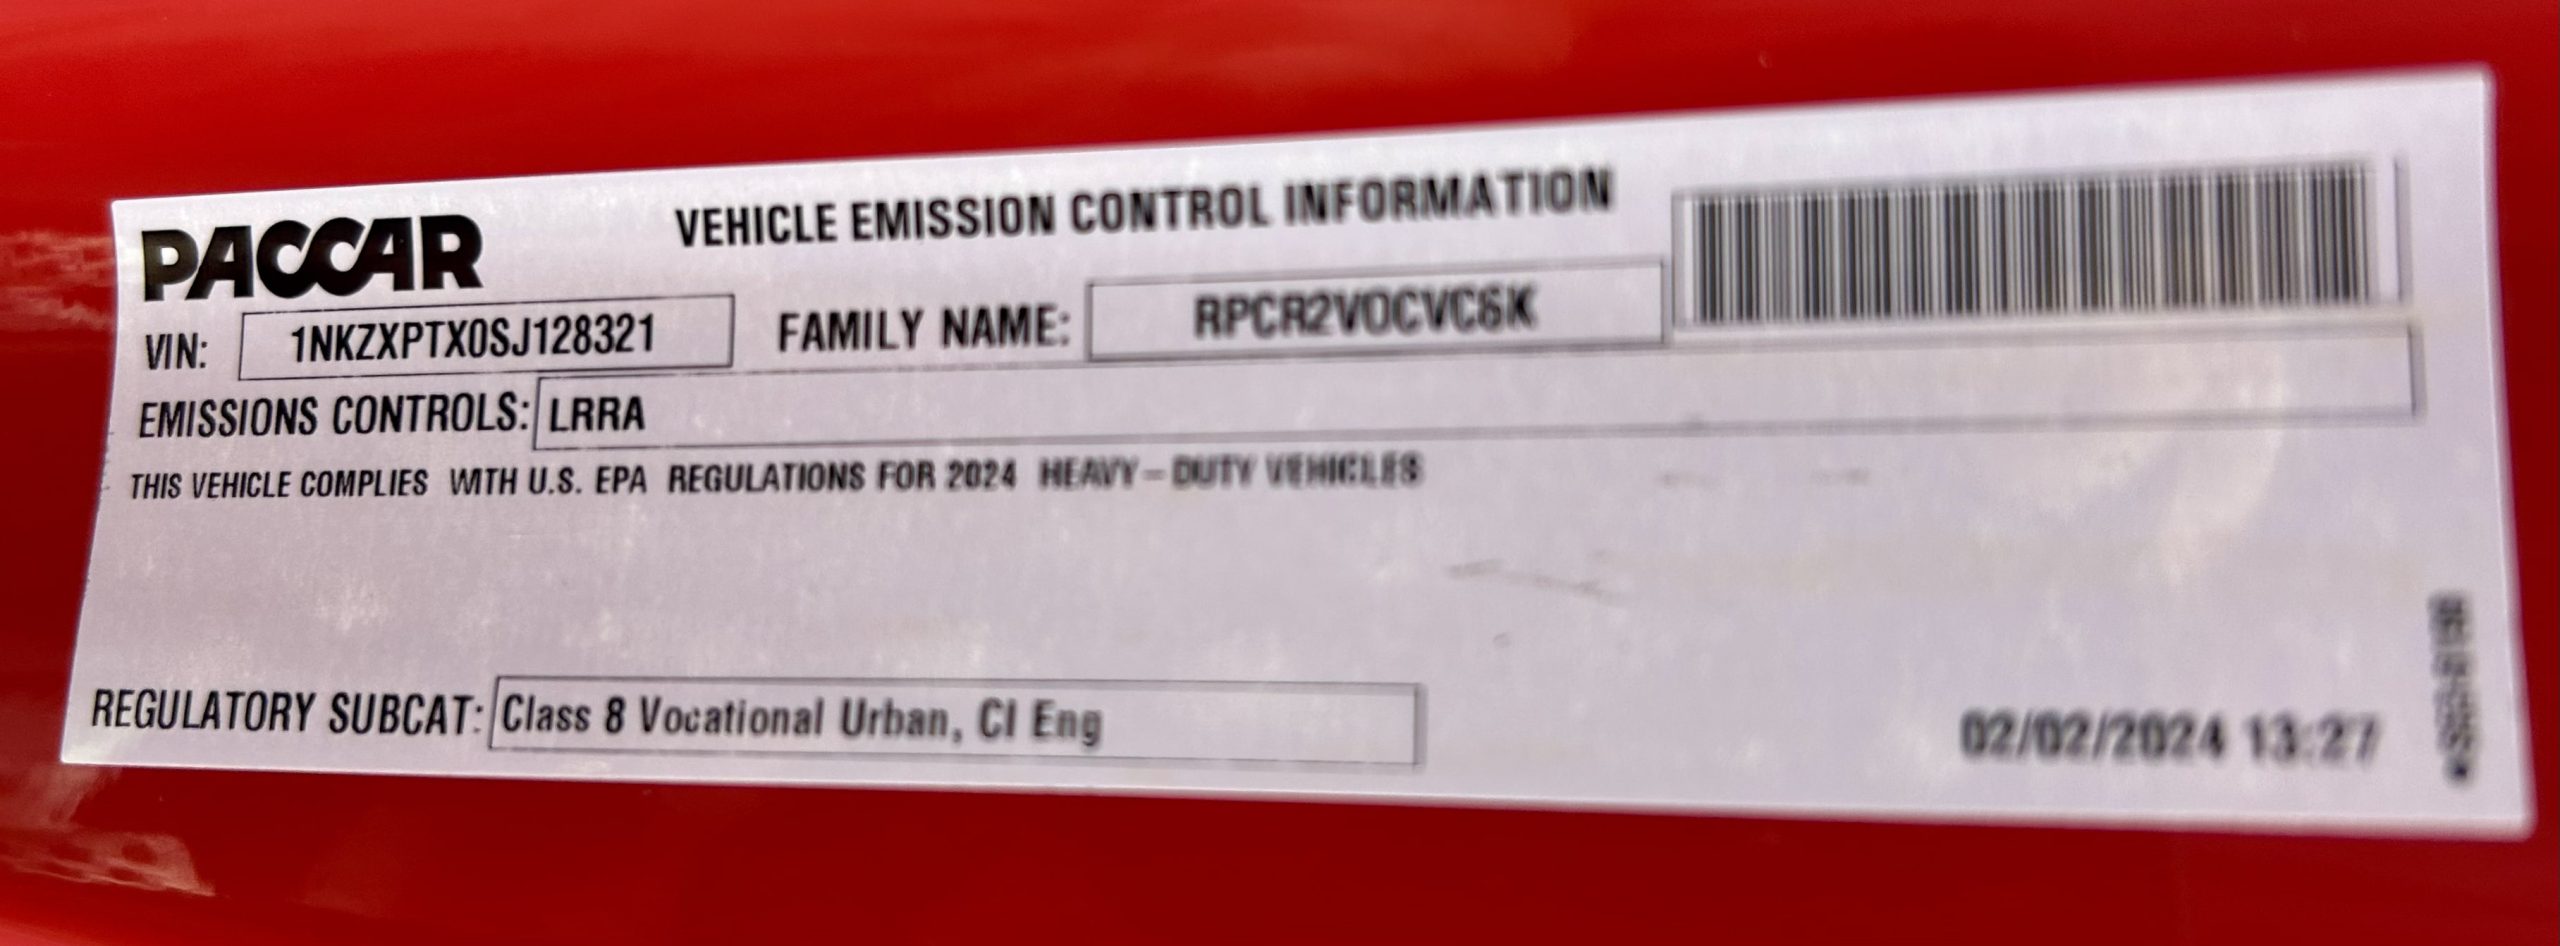 PACCAR
VEHICLE EMISSION CONTROL INFORMATION
VIN: 1NKZXPTX0SJ128321 FAMILY NAME: RPCR2VOCVC6K
EMISSIONS CONTROLS: LRRA
THIS VEHICLE COMPLIES WITH U.S. EPA REGULATIONS FOR 2024 HEAVY-DUTY VEHICLES
REGULATORY SUBCAT: Class 8 Vocational Urban, CI Eng
02/02/2024 13:27